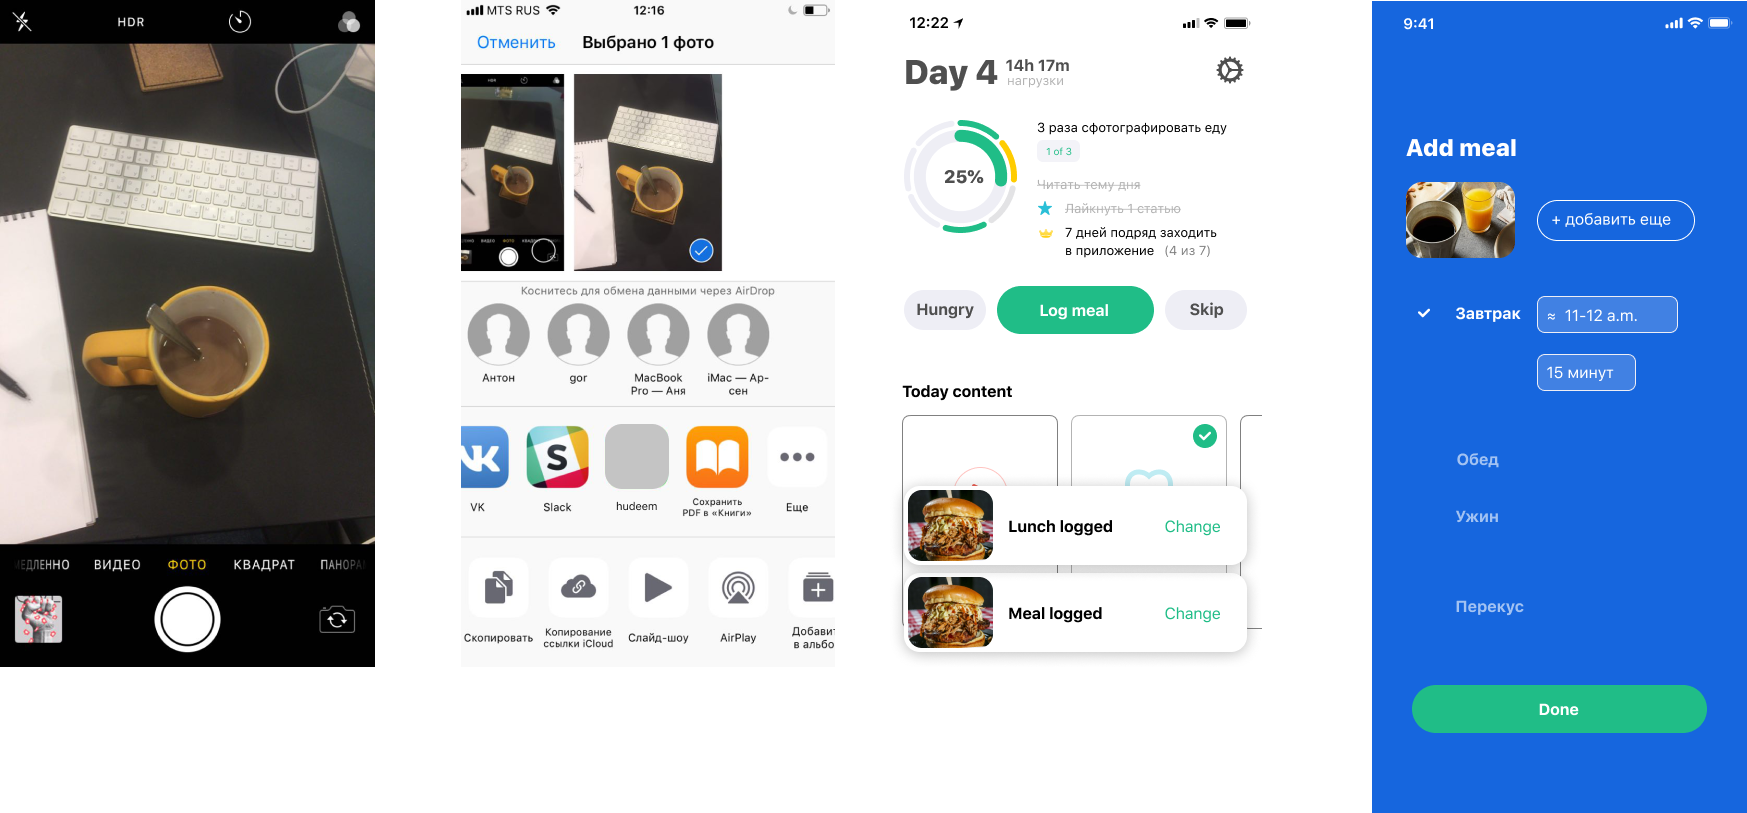 HDR
ВИДЕО
ФОТО
КВАДРАТ
MTS RUS
12:16
Отменить
Выбрано 1 фото
ВИДЕО
ФОТО
Коснитесь для обмена данными через AirDrop
Антон
gor
MacBook
Pro — Аня
iMac — Ар-
сен
VK
Slack
hudeem
Сохранить
PDF в «Книги»
Еще
Скопировать
Копирование
ссылки iCloud
Слайд-шоу
AirPlay
Добавит
в альбо
12:22
Day 4
14h 17m
нагрузки
25%
3 раза сфотографировать еду
1 of 3
Читать тему дня
Лайкнуть 1 статью
7 дней подряд заходить
в приложение (4 из 7)
Hungry
Log meal
Skip
Today content
Lunch logged
Change
Meal logged
Change
9:41
Add meal
+ добавить еще
Завтрак
≈ 11-12 a.m.
15 минут
Обед
Ужин
Перекус
Done